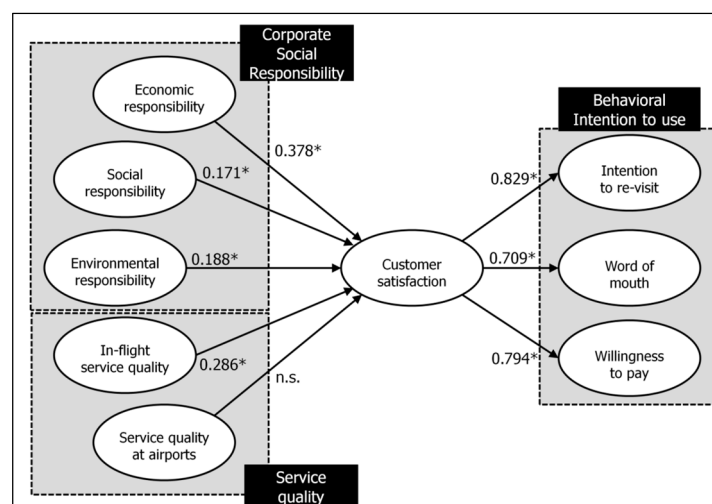 Corporate
Social
Responsibility
Economic
responsibility
0.378*
Social
responsibility
0.171*
Environmental
responsibility
0.188*
In-flight
service quality
0.286*
Service quality
at airports
n.s.
Service
quality
Customer
satisfaction
Behavioral
Intention to use
0.829*
Intention
to re-visit
0.709*
Word of
mouth
0.794*
Willingness
to pay